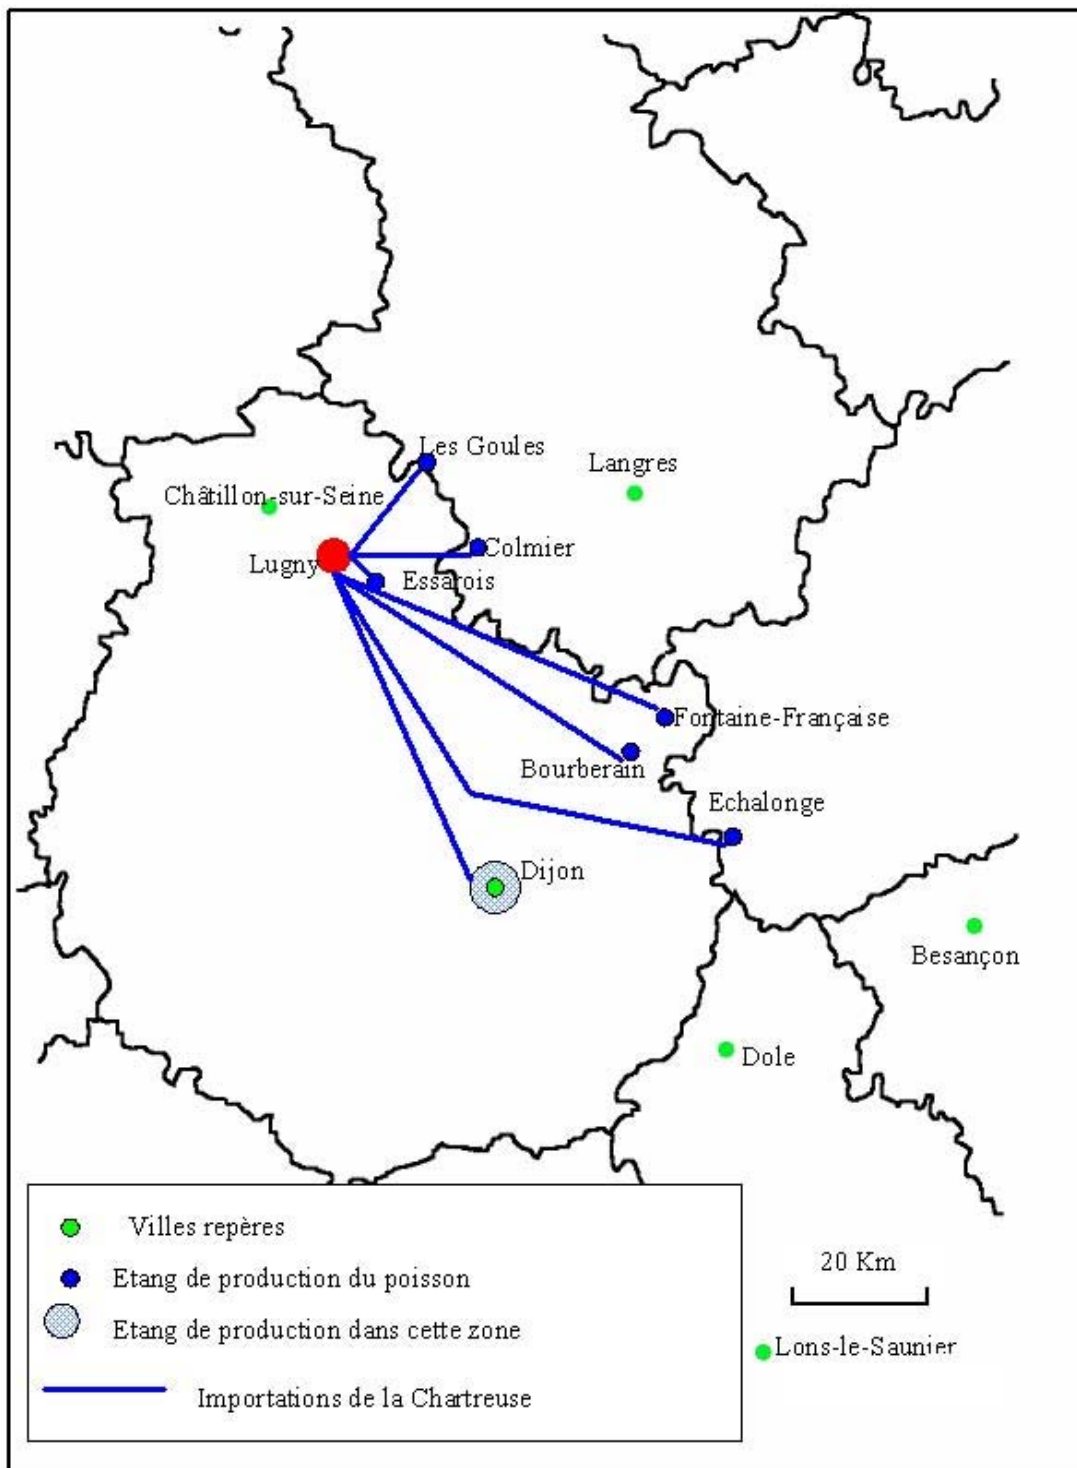 Les Goules
Langres
Châtillon-sur-Seine
Colmier
Lugny
Essarois
Fontaine-Française
Bourberain
Echalonge
Dijon
Besançon
Dole
Villes repères
Etang de production du poisson
Etang de production dans cette zone
Importations de la Chartreuse
20 Km
Lons-le-Saunier